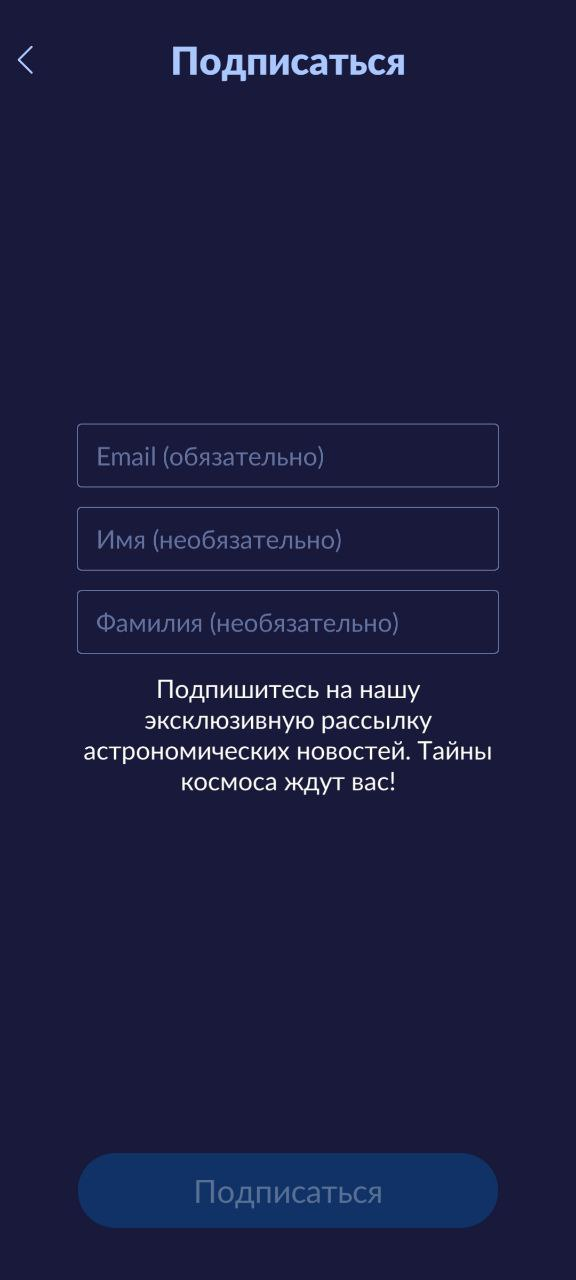 Подписаться
Email (обязательно)
Имя (необязательно)
Фамилия (необязательно)
Подпишитесь на нашу
эксклюзивную рассылку
астрономических новостей. Тайны
космоса ждут вас!
Подписаться